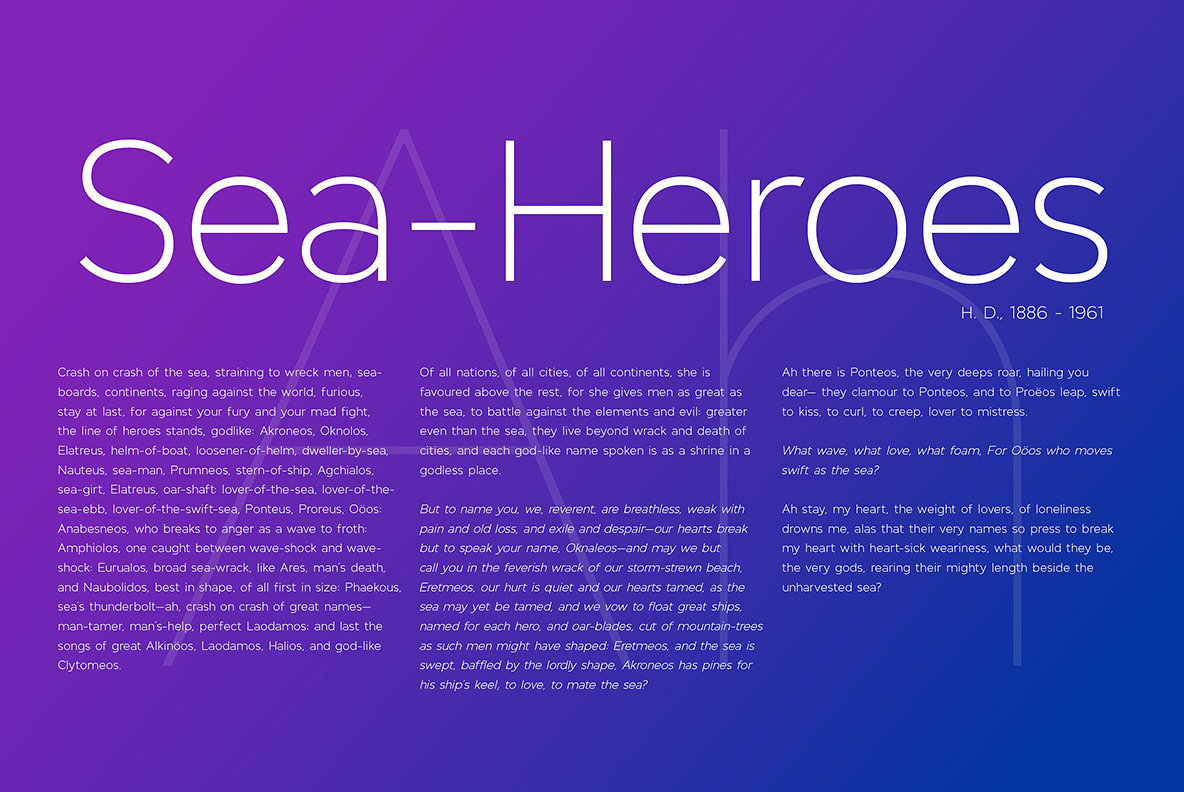 Sea-Heroes
H. D., 1886 - 1961
Crash on crash of the sea, straining to wreck men, sea-
boards, continents, raging against the world, furious,
stay at last, for against your fury and your mad fight,
the line of heroes stands, godlike: Akroneos, Oknolos,
Elatreus, helm-of-boat, loosener-of-helm, dweller-by-sea,
Nauteus, sea-man, Prumneos, stern-of-ship, Agchialos,
sea-girt, Elatreus, oar-shaft: lover-of-the-sea, lover-of-the-
sea-ebb, lover-of-the-swift-sea, Ponteus, Proreus, Oöos:
Anabesneos, who breaks to anger as a wave to froth:
Amphiolos, one caught between wave-shock and wave-
shock: Eurualos, broad sea-wrack, like Ares, man's death,
and Naubolidos, best in shape, of all first in size: Phaekous,
sea's thunderbolt—ah, crash on crash of great names—
man-tamer, man's-help, perfect Laodamos: and last the
songs of great Alkinöos, Laodamos, Halios, and god-like
Clytomeos.
Of all nations, of all cities, of all continents, she is
favoured above the rest, for she gives men as great as
the sea, to battle against the elements and evil: greater
even than the sea, they live beyond wrack and death of
cities, and each god-like name spoken is as a shrine in a
godless place.
But to name you, we, reverent, are breathless, weak with
pain and old loss, and exile and despair—our hearts break
but to speak your name, Oknaleos—and may we but
call you in the feverish wrack of our storm-strewn beach,
Eretmeos, our hurt is quiet and our hearts tamed, as the
sea may yet be tamed, and we vow to float great ships,
named for each hero, and oar-blades, cut of mountain-trees
as such men might have shaped: Eretmeos, and the sea is
swept, baffled by the lordly shape, Akroneos has pines for
his ship's keel, to love, to mate the sea?
Ah there is Ponteos, the very deeps roar, hailing you
dear— they clamour to Ponteos, and to Proëos leap, swift
to kiss, to curl, to creep, lover to mistress.
What wave, what love, what foam, For Oöos who moves
swift as the sea?
Ah stay, my heart, the weight of lovers, of loneliness
drowns me, alas that their very names so press to break
my heart with heart-sick weariness, what would they be,
the very gods, rearing their mighty length beside the
unharvested sea?
Ah